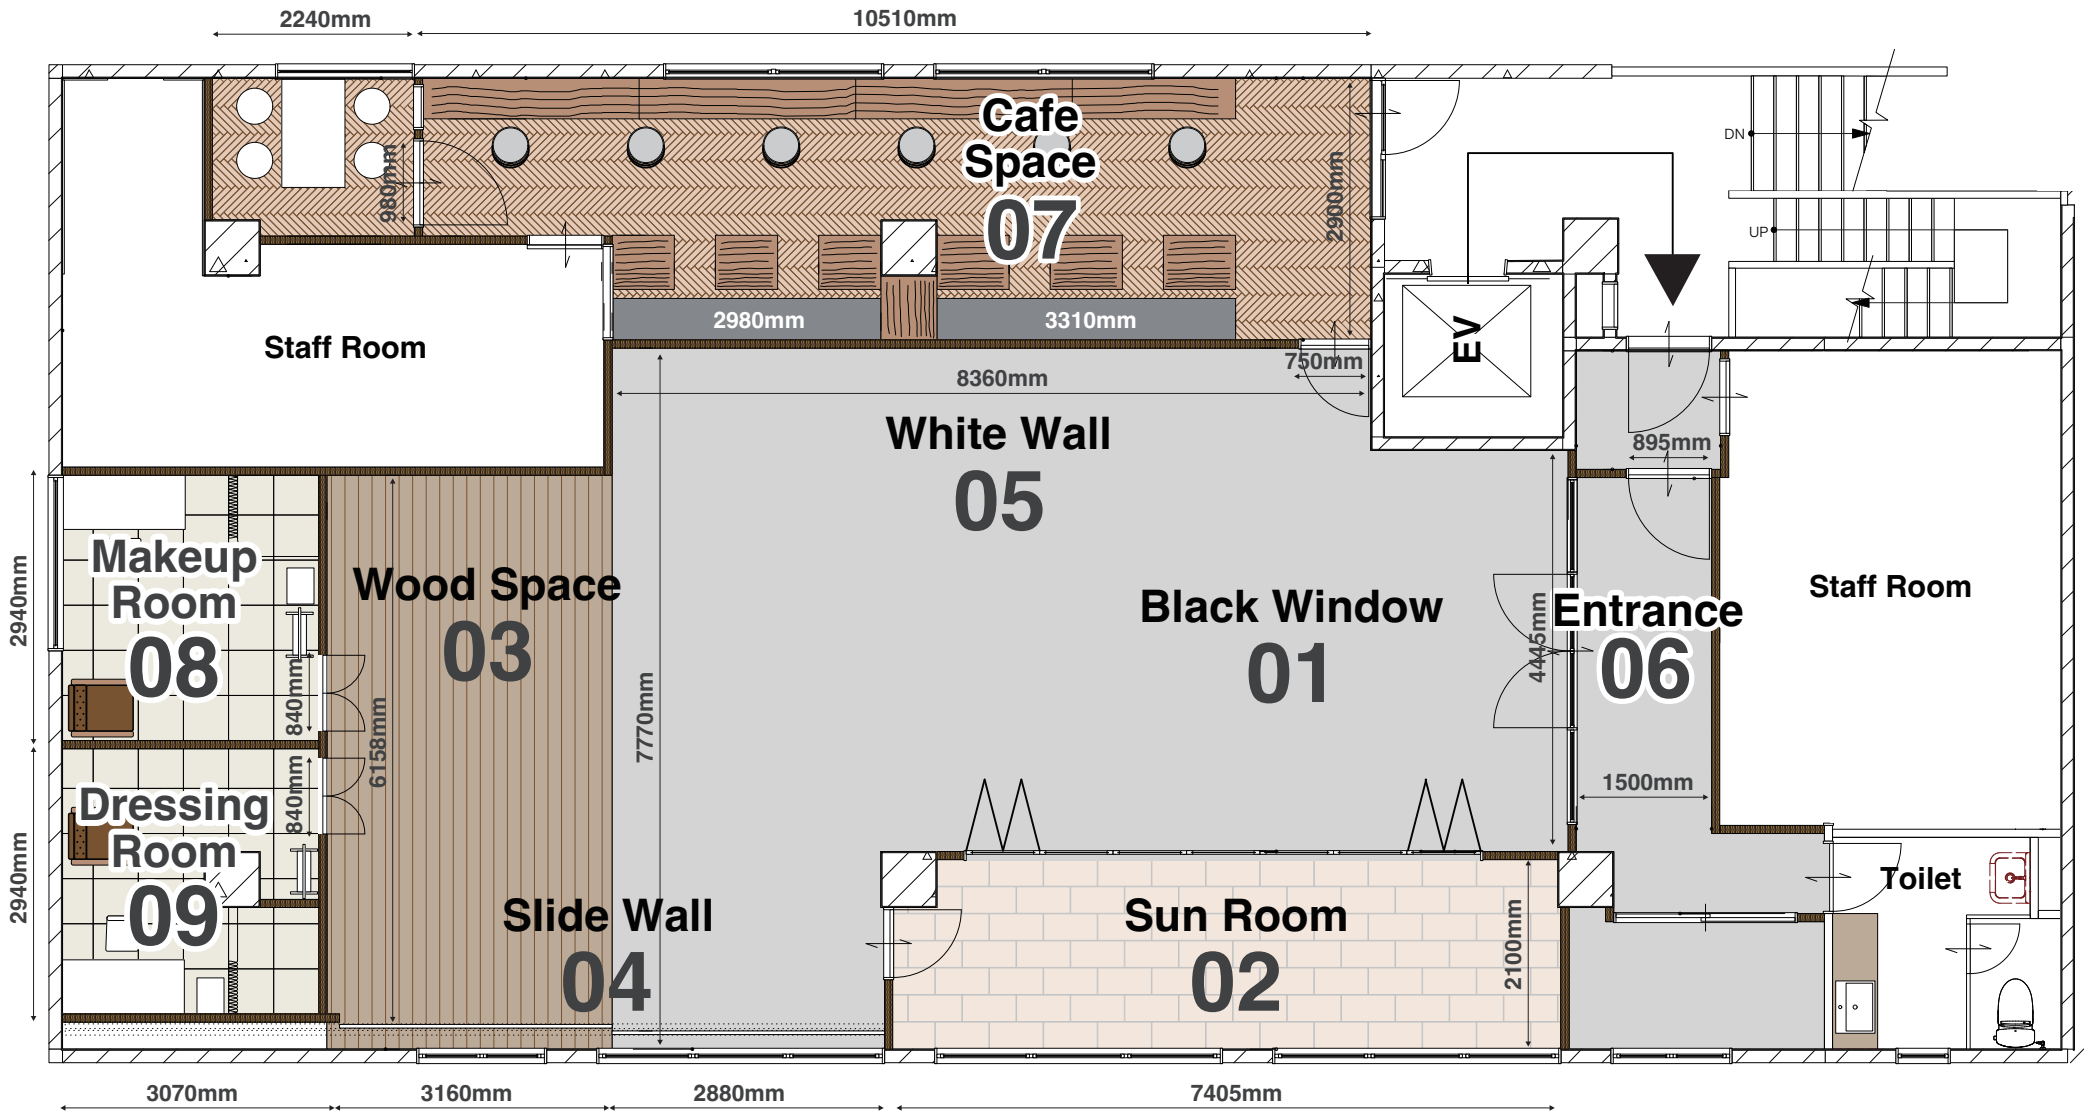 2240mm
10510mm
Cafe
Space
07
980mm
2900mm
DN
UP
2980mm
3310mm
EV
Staff Room
750mm
8360mm
White Wall
05
895mm
Makeup
Room
08
2940mm
840mm
Wood Space
03
6158mm
7770mm
Black Window
01
4445mm
Entrance
06
Staff Room
1500mm
Dressing
Room
09
2940mm
840mm
Slide Wall
04
Sun Room
02
2100mm
Toilet
3070mm
3160mm
2880mm
7405mm